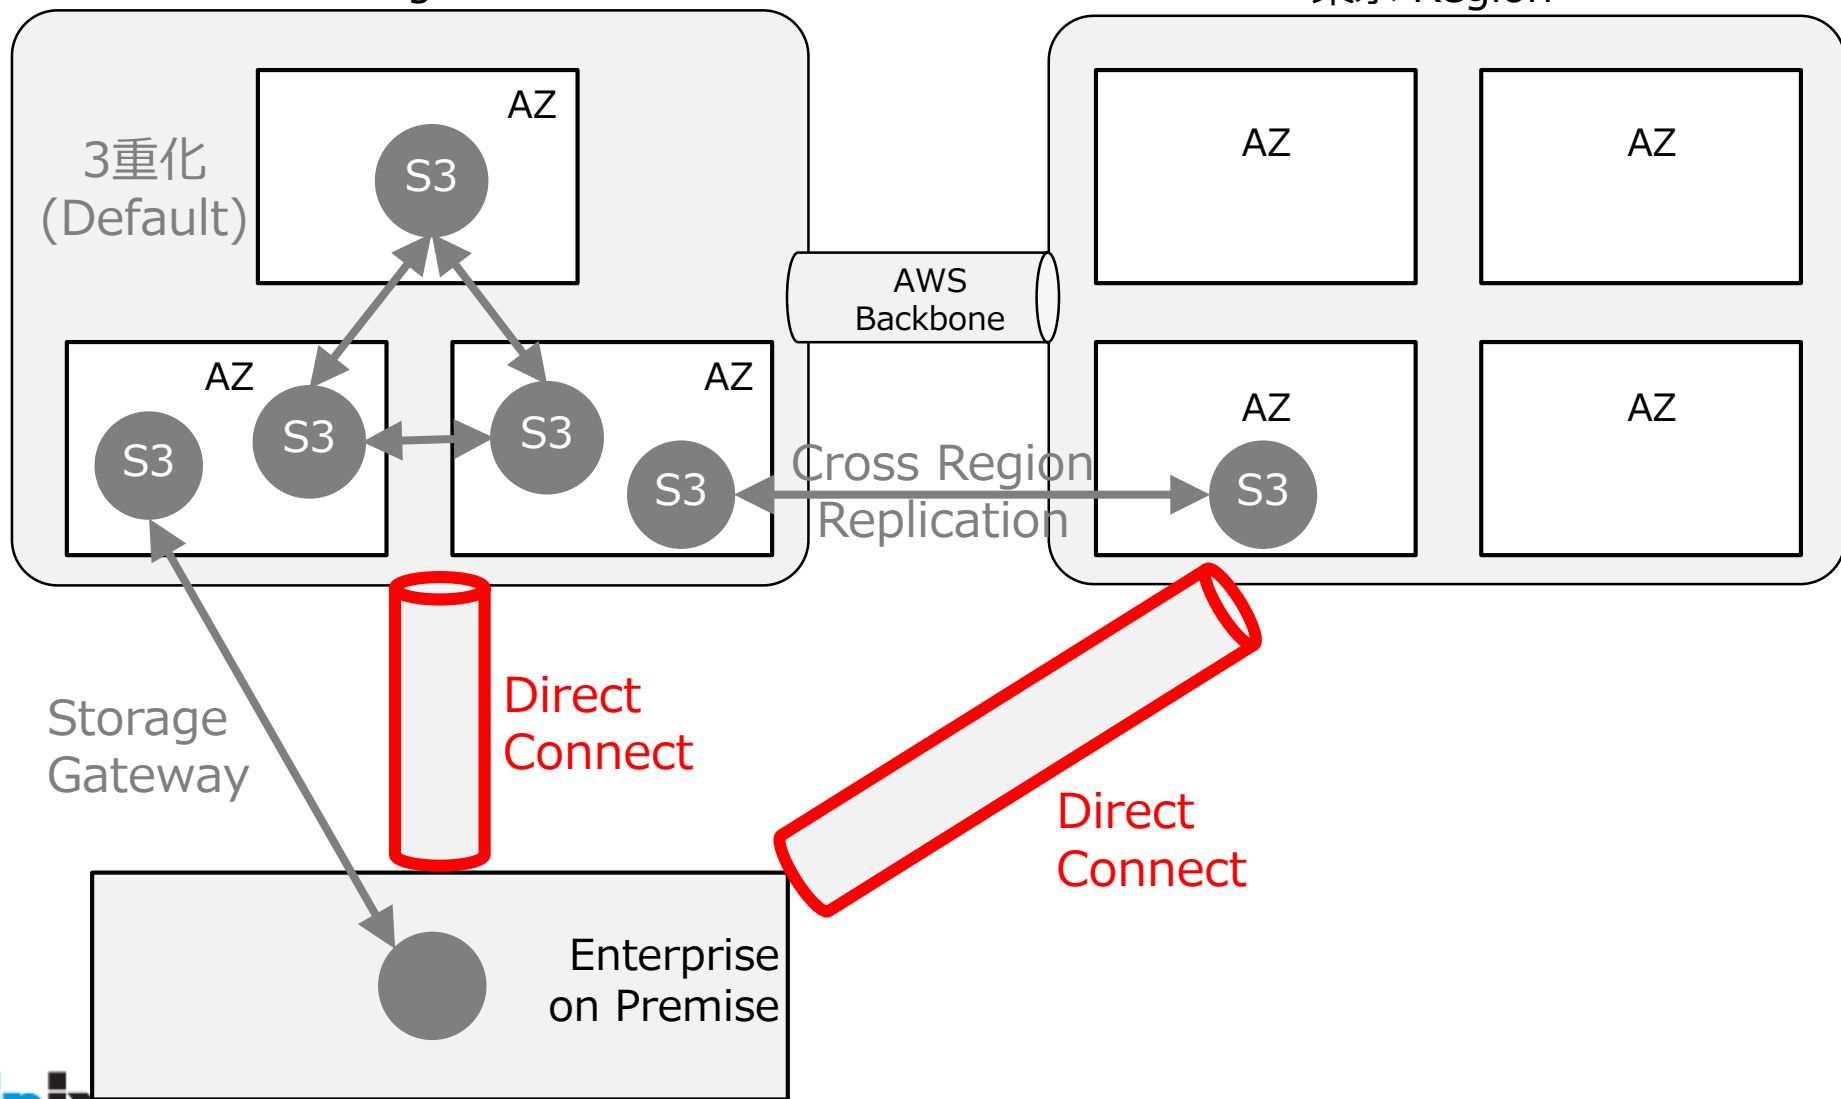 Region
AZ
3重化
(Default)
S3
AZ
AZ
AWS
Backbone
AZ
AZ
S3
S3
S3
S3
AZ
AZ
Cross Region
Replication
S3
Direct
Connect
Storage
Gateway
Direct
Connect
Enterprise
on Premise